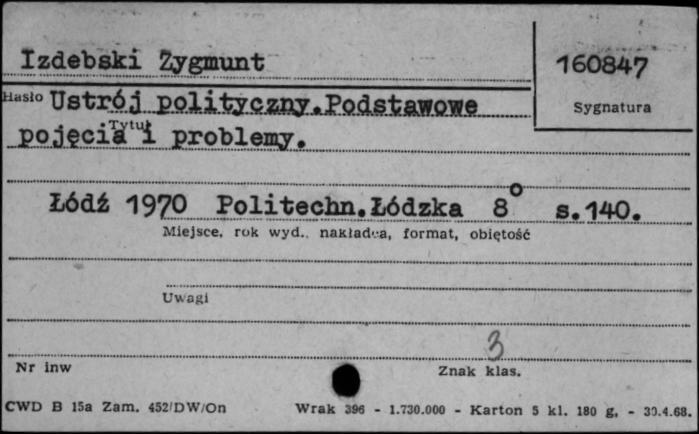 Izdebski Zygmunt
160847
Hasło Ustrój polityczny.Podstawowe
Sygnatura
Tytuł
pojęcia i problemy.
Łódź 1970 Politechn.Łódzka 8° s.140.
Miejsce, rok wyd., nakładca, format, objętość
Uwagi
3
Nr inw
Znak klas.
CWD B 15a Zam. 452/DW/On Wrak 396 - 1.730.000 - Karton 5 kl. 180 g. - 30.4.68.